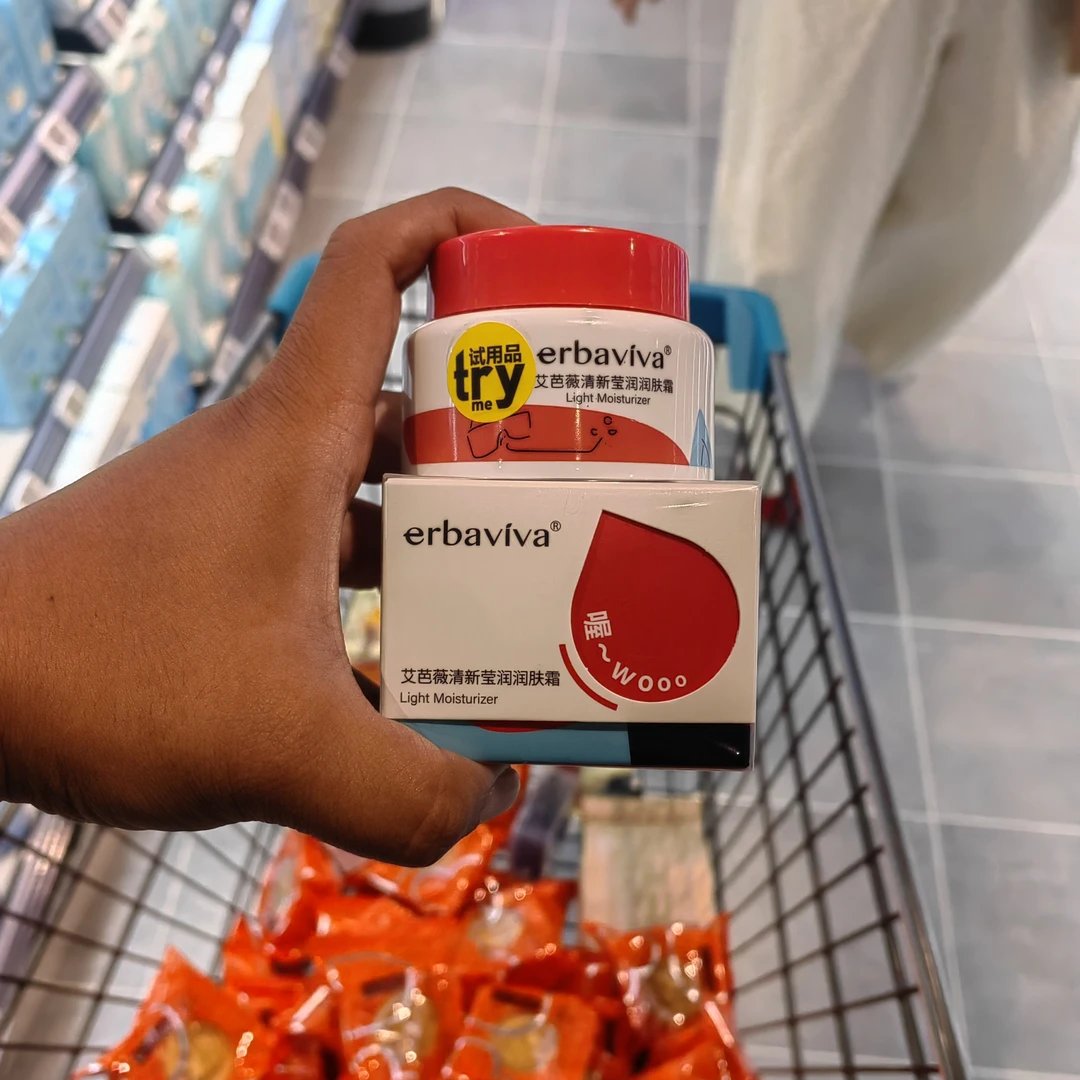 试用品
try
me
erbavíva®
艾芭薇清新莹润润肤霜
Light Moisturizer
erbavíva®
喔~wooo
艾芭薇清新莹润润肤霜
Light Moisturizer